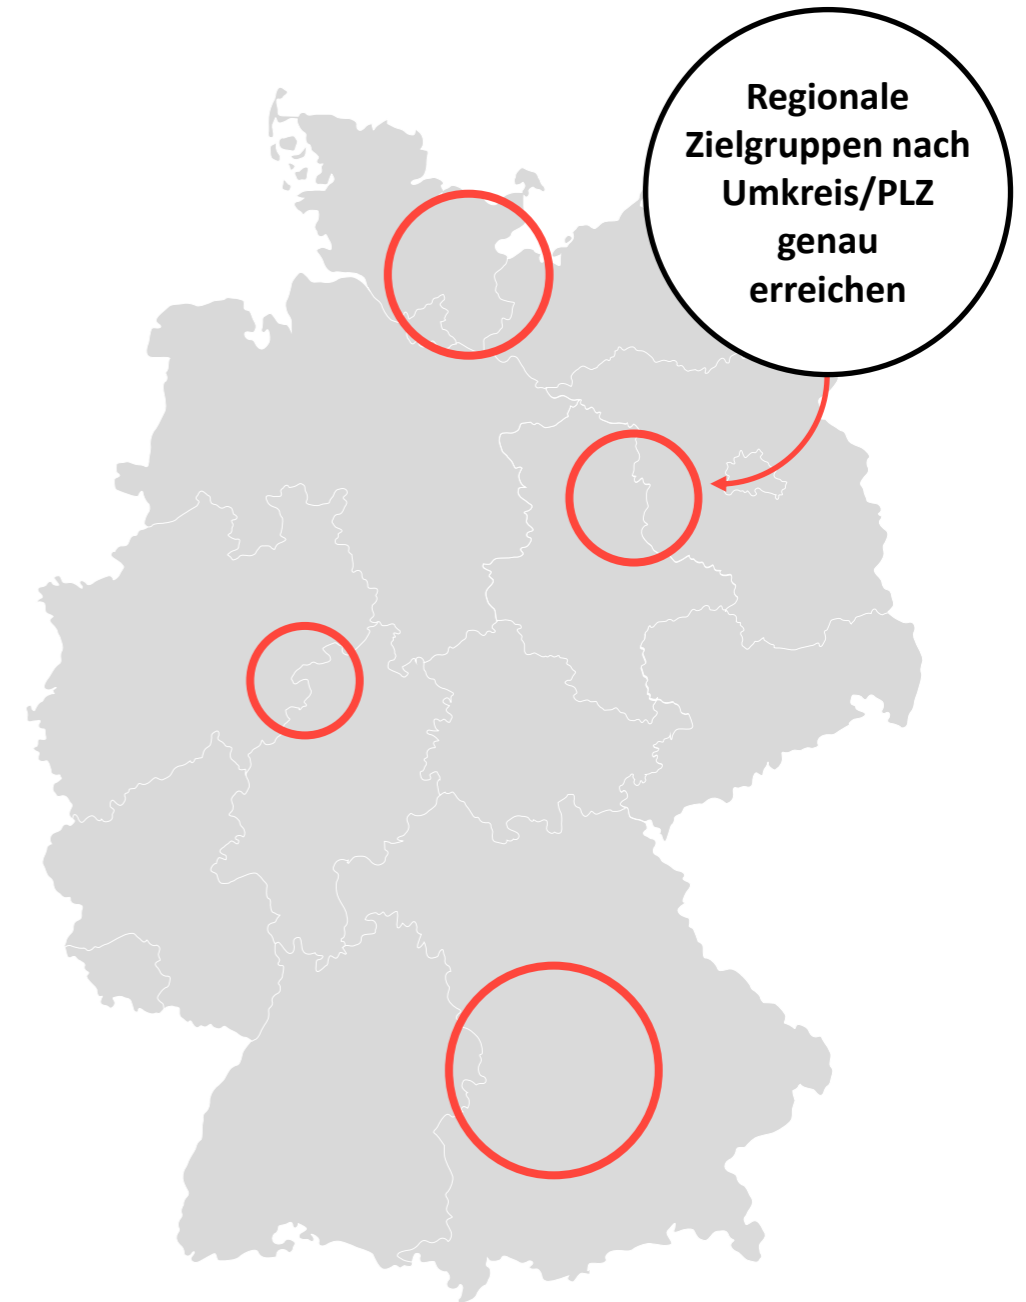 Regionale
Zielgruppen nach
Umkreis/PLZ
genau
erreichen